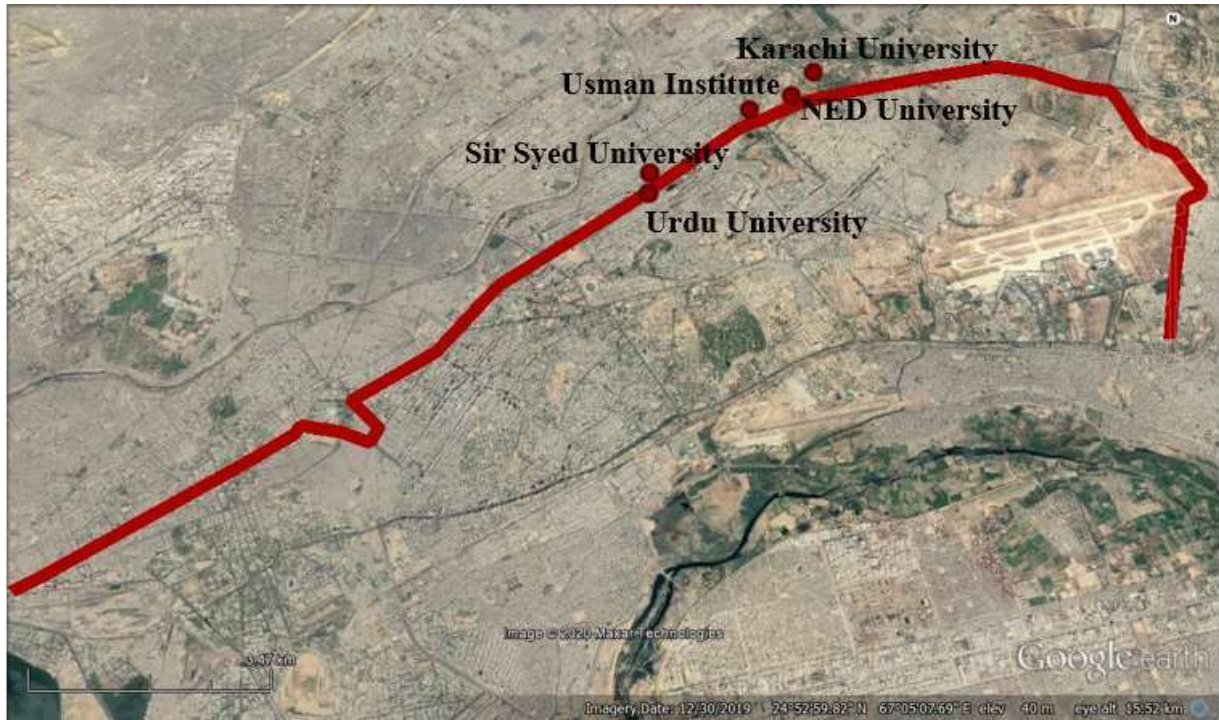 N
Karachi University
Usman Institute
NED University
Sir Syed University
Urdu University
Image © 2020 Maxar Technologies
3.47 km
Google earth
Imagery Date: 12/30/2019 24°52'59.82" N 67°05'07.69" E elev 40 m eye alt 15.52 km